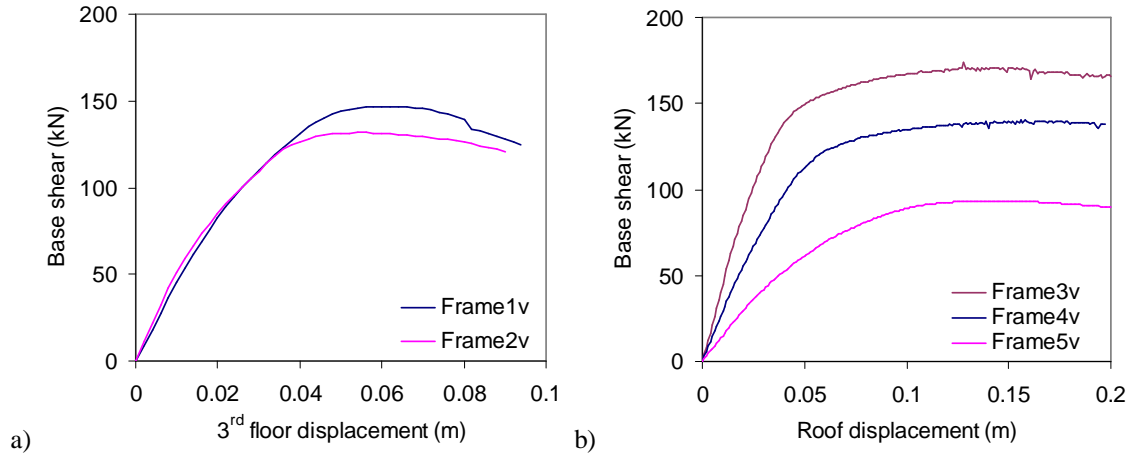 200
150
100
50
0
Base shear (kN)
Frame1v
Frame2v
0 0.02 0.04 0.06 0.08 0.1
3rd floor displacement (m)
a)
200
150
100
50
0
Base shear (kN)
Frame3v
Frame4v
Frame5v
0 0.05 0.1 0.15 0.2
Roof displacement (m)
b)